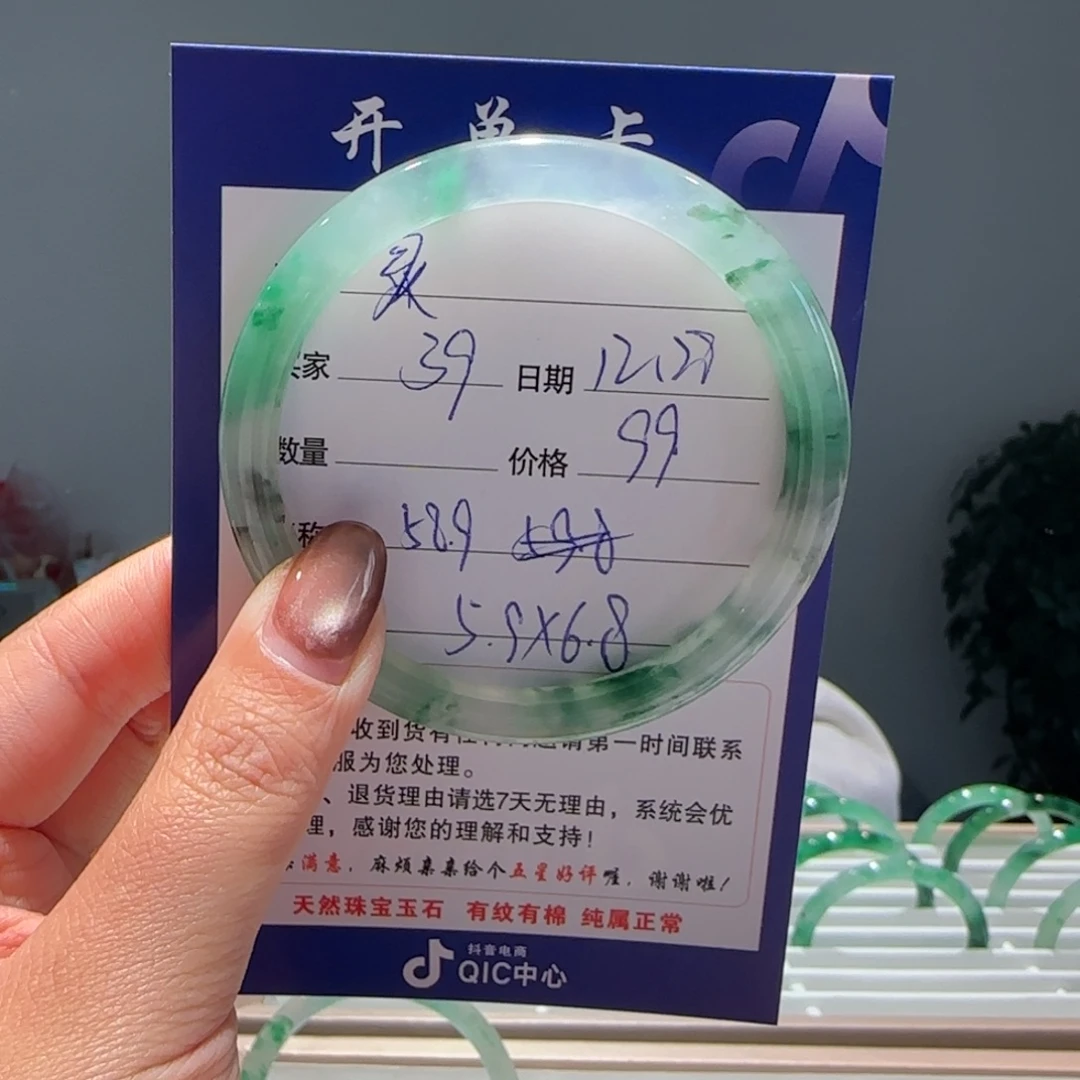 开单卡
买家 39 日期 12.27
数量 价格 99
称 58.9
5.9X6.8
收到货有任何问题请第一时间联系
服为您处理。
、退货理由请选7天无理由，系统会优
理，感谢您的理解和支持！
满意，麻烦亲亲给个五星好评喔，谢谢啦！
天然珠宝玉石 有纹有棉 纯属正常
抖音电商
QIC中心